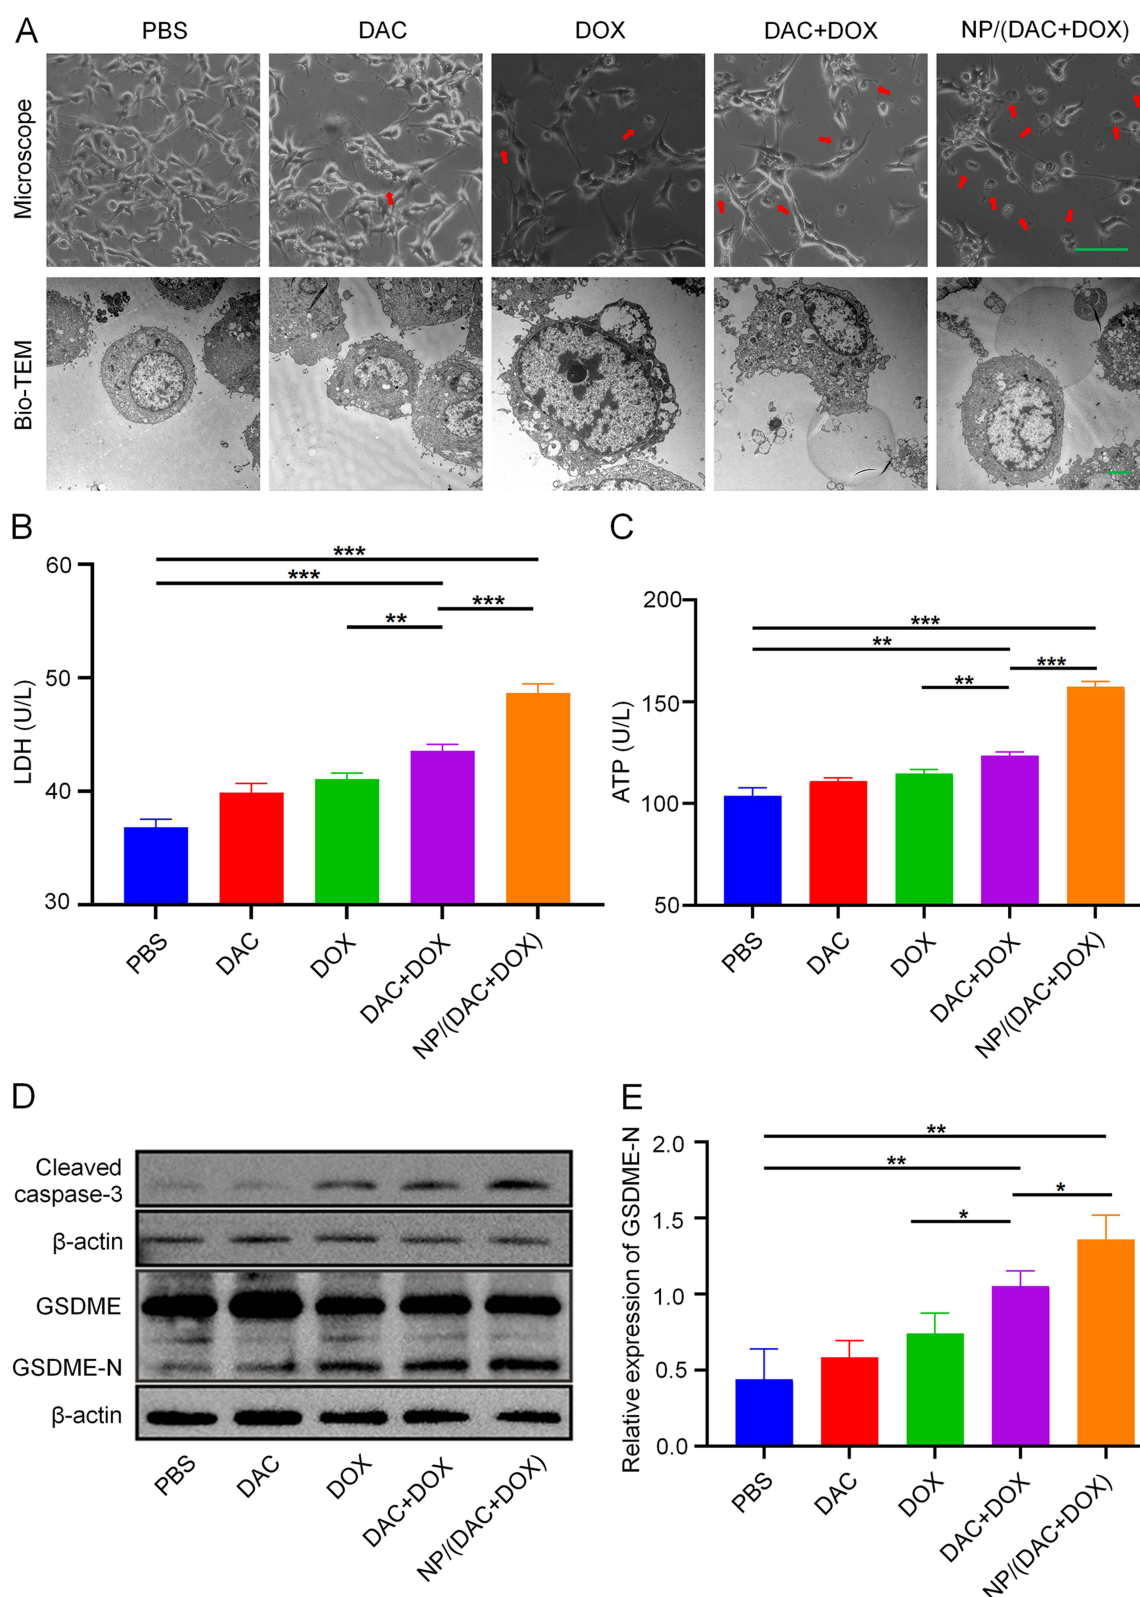 A
PBS
DAC
DOX
DAC+DOX
NP/(DAC+DOX)
Microscope
Bio-TEM
B
LDH (U/L)
60
50
40
30
***
***
***
**
PBS
DAC
DOX
DAC+DOX
NP/(DAC+DOX)
C
ATP (U/L)
200
150
100
50
***
**
***
**
PBS
DAC
DOX
DAC+DOX
NP/(DAC+DOX)
D
Cleaved
caspase-3
β-actin
GSDME
GSDME-N
β-actin
PBS
DAC
DOX
DAC+DOX
NP/(DAC+DOX)
E
Relative expression of GSDME-N
2.0
1.5
1.0
0.5
0.0
**
**
*
*
PBS
DAC
DOX
DAC+DOX
NP/(DAC+DOX)